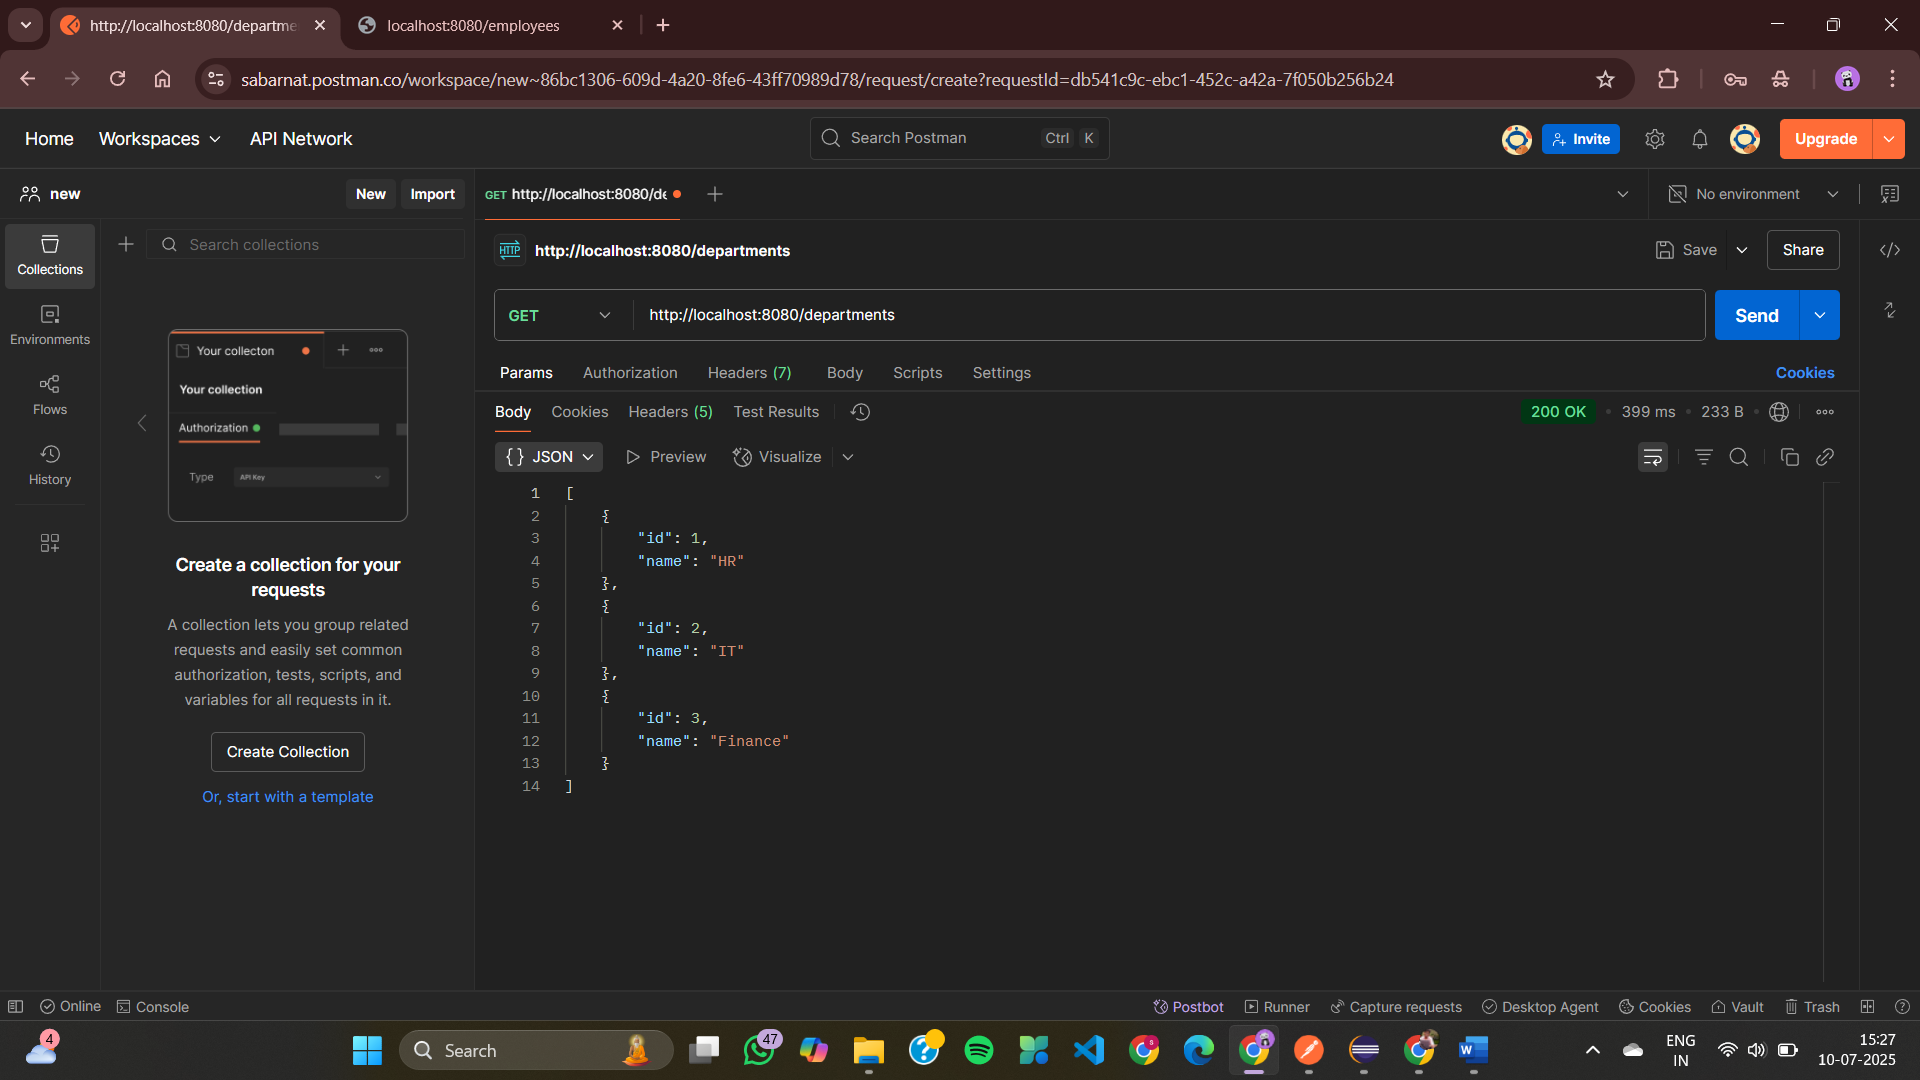 http://localhost:8080/departme
localhost:8080/employees
sabarnat.postman.co/workspace/new~86bc1306-609d-4a20-8fe6-43ff70989d78/request/create?requestId=db541c9c-ebc1-452c-a42a-7f050b256b24
Home Workspaces API Network
Search Postman Ctrl K
Invite Upgrade
new New Import
GET http://localhost:8080/de
No environment
Collections
Environments
Flows
History
Search collections
Your collecton
Your collection
Authorization
Type API Key
Create a collection for your
requests
A collection lets you group related
requests and easily set common
authorization, tests, scripts, and
variables for all requests in it.
Create Collection
Or, start with a template
HTTP http://localhost:8080/departments
Save Share
GET http://localhost:8080/departments Send
Params Authorization Headers (7) Body Scripts Settings Cookies
Body Cookies Headers (5) Test Results 200 OK • 399 ms • 233 B
{} JSON Preview Visualize
1 [
2 {
3 "id": 1,
4 "name": "HR"
5 },
6 {
7 "id": 2,
8 "name": "IT"
9 },
10 {
11 "id": 3,
12 "name": "Finance"
13 }
14 ]
Online Console Postbot Runner Capture requests Desktop Agent Cookies Vault Trash
4
Search
47
ENG
IN
15:27
10-07-2025